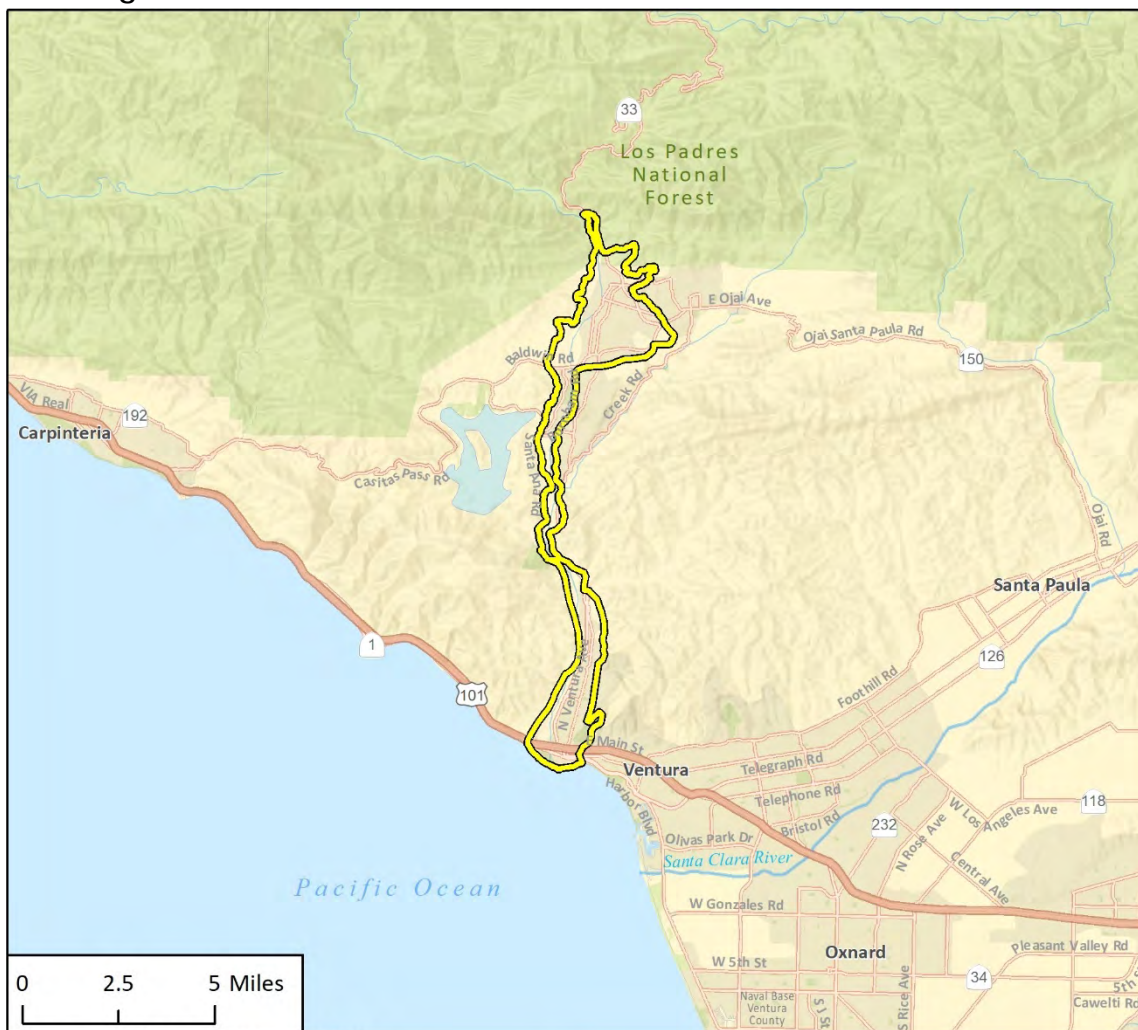 33
Los Padres
National
Forest
E Ojai Ave
Ojai Santa Paula Rd
150
Baldwin Rd
Creek Rd
VIA Real
192
Carpinteria
Casitas Pass Rd
Santa Ana Rd
Ojai Rd
Santa Paula
1
126
101
N Ventura Ave
Foothill Rd
Main St
Ventura
Telegraph Rd
Telephone Rd
Harbor Blvd
Bristol Rd
W Los Angeles Ave
118
232
N Rose Ave
Olivas Park Dr
Santa Clara River
Central Ave
Pacific Ocean
W Gonzales Rd
Oxnard
Pleasant Valley Rd
W 5th St
34
5th St
Naval Base
Ventura
County
S J St
S Rice Ave
Cawelti Rd
0 2.5 5 Miles